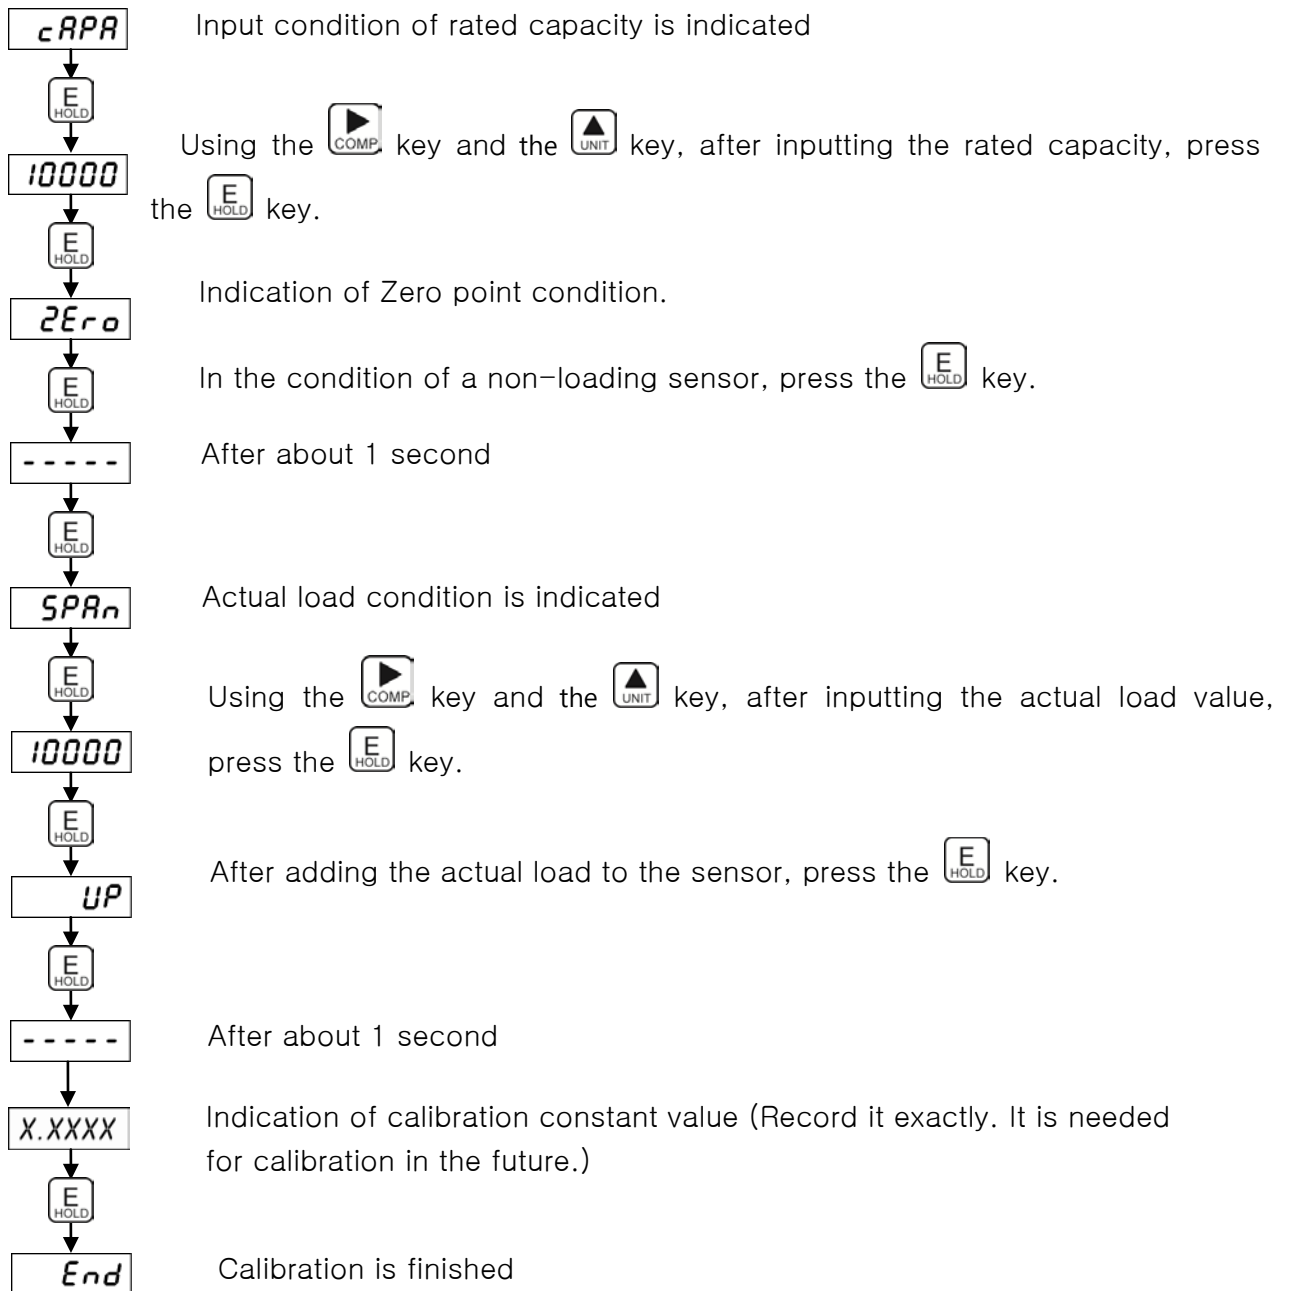 cAPA Input condition of rated capacity is indicated
E HOLD
Using the COMP key and the UNIT key, after inputting the rated capacity, press
10000
the E HOLD key.
E HOLD
Indication of Zero point condition.
2Ero
In the condition of a non-loading sensor, press the E HOLD key.
E HOLD
----- After about 1 second
E HOLD
SPAn Actual load condition is indicated
E HOLD
Using the COMP key and the UNIT key, after inputting the actual load value,
10000
press the E HOLD key.
E HOLD
After adding the actual load to the sensor, press the E HOLD key.
UP
E HOLD
----- After about 1 second
X.XXXX Indication of calibration constant value (Record it exactly. It is needed
for calibration in the future.)
E HOLD
End Calibration is finished